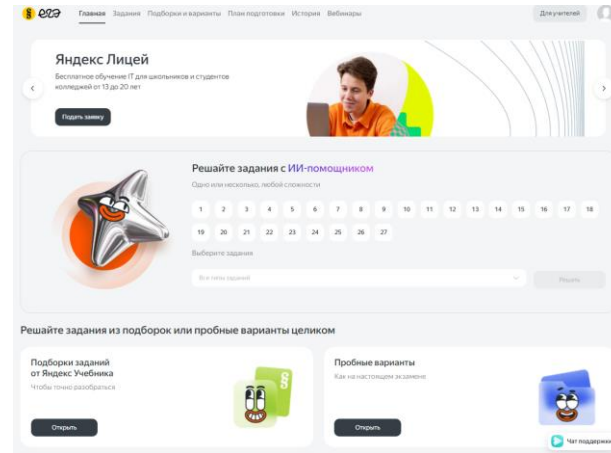 § егэ Главная Задания Подборки и варианты План подготовки История Вебинары Для учителей
Яндекс Лицей
Бесплатное обучение IT для школьников и студентов
колледжей от 13 до 20 лет
Подать заявку
Решайте задания с ИИ-помощником
Одно или несколько, любой сложности
1 2 3 4 5 6 7 8 9 10 11 12 13 14 15 16 17 18
19 20 21 22 23 24 25 26 27
Выберите задания
Все типы заданий
Решать
Решайте задания из подборок или пробные варианты целиком
Подборки заданий
от Яндекс Учебника
Чтобы точно разобраться
Открыть
Пробные варианты
Как на настоящем экзамене
Открыть
Чат поддержки